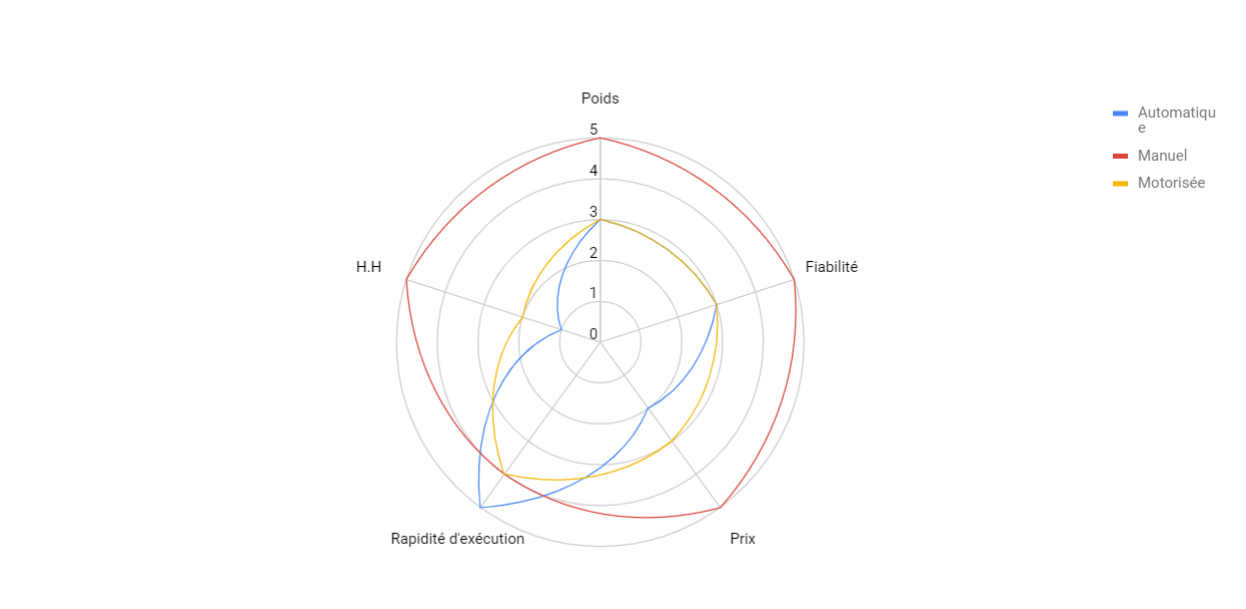 Poids
5
4
3
2
1
0
H.H
Fiabilité
Rapidité d'exécution
Prix
Automatiqu
e
Manuel
Motorisée